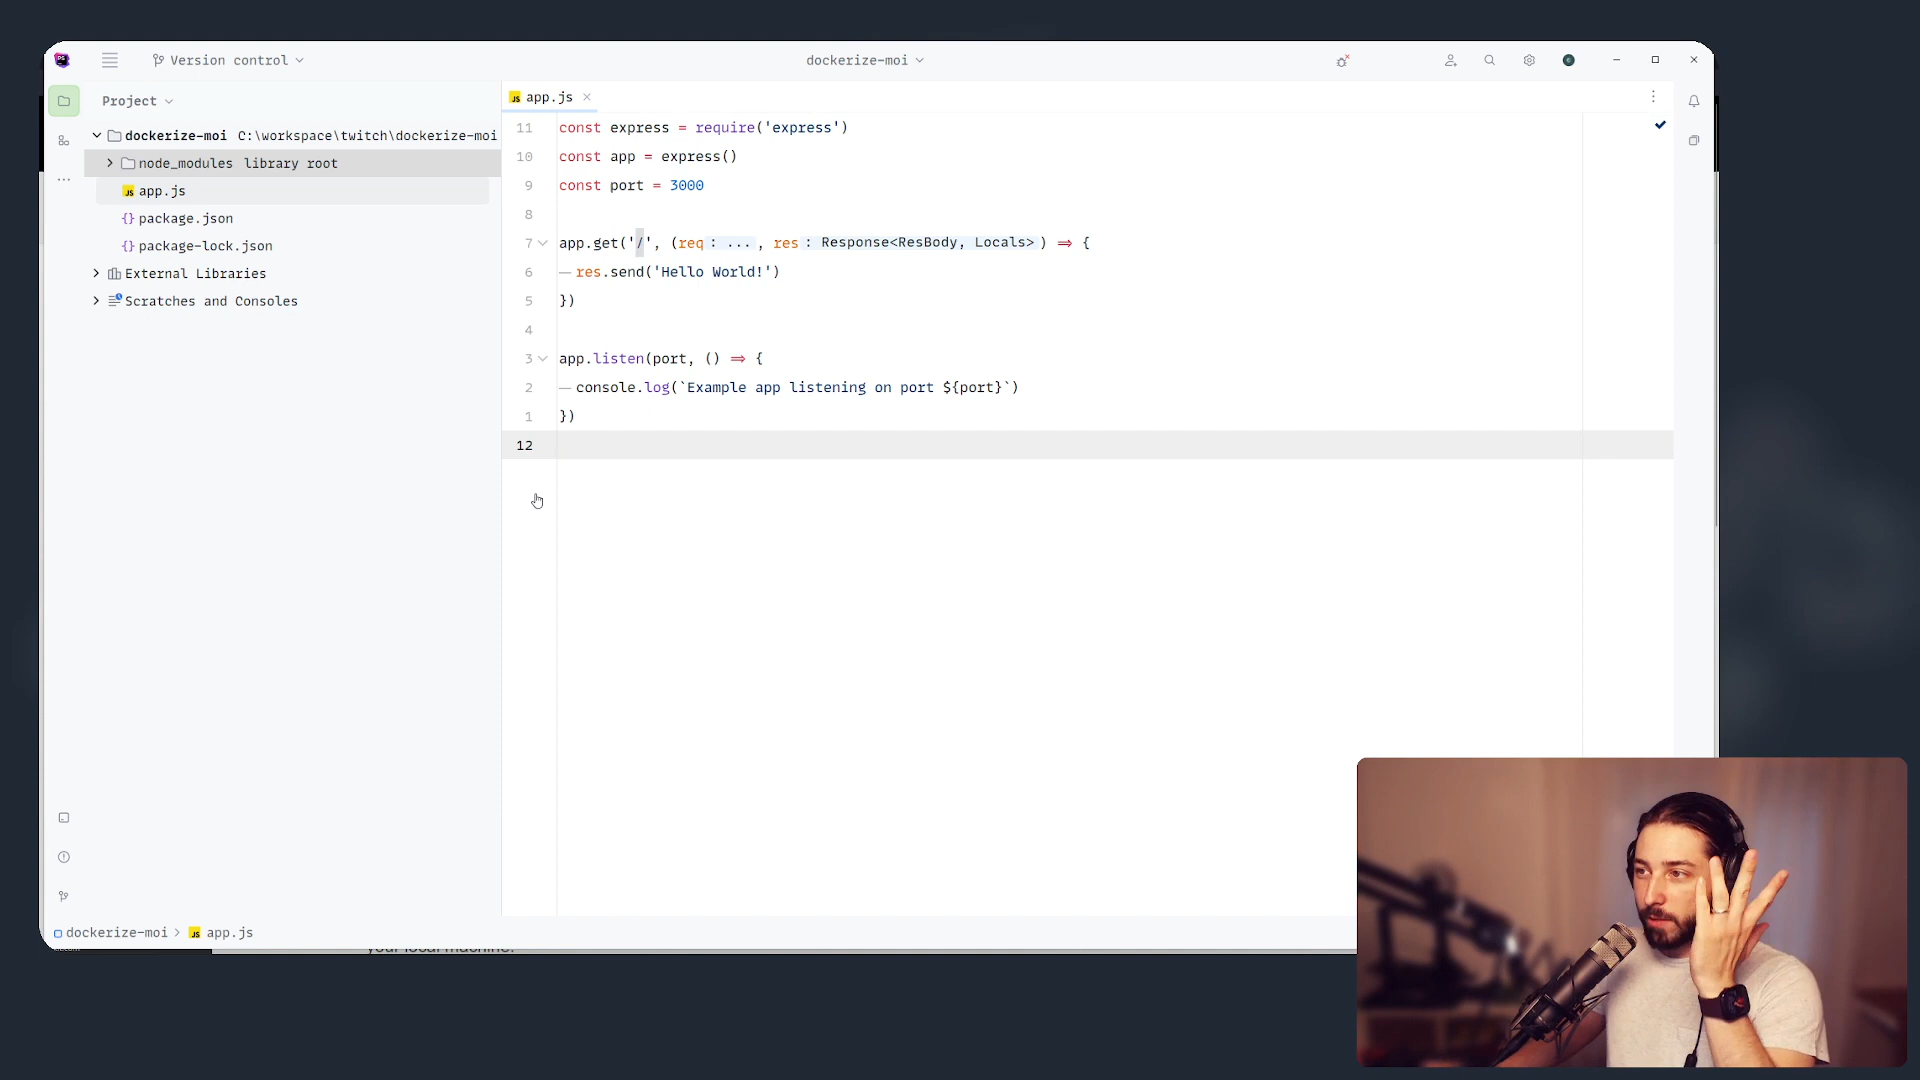 PS
Version control
dockerize-moi
Project
JS app.js
dockerize-moi C:\workspace\twitch\dockerize-moi
node_modules library root
JS app.js
{} package.json
{} package-lock.json
External Libraries
Scratches and Consoles
11 const express = require('express')
10 const app = express()
9 const port = 3000
8
7 app.get('/', (req : ... , res : Response<ResBody, Locals> ) ⇒ {
6 res.send('Hello World!')
5 })
4
3 app.listen(port, () ⇒ {
2 console.log(`Example app listening on port ${port}`)
1 })
12
dockerize-moi > JS app.js
your local machine.